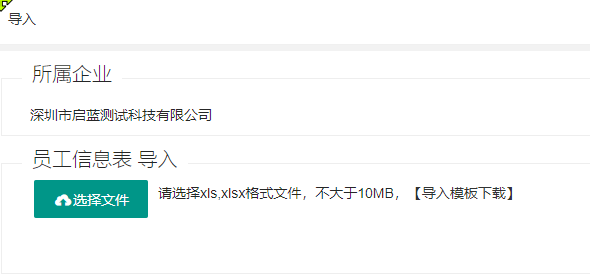 导入
所属企业
深圳市启蓝测试科技有限公司
员工信息表 导入
选择文件 请选择xls,xlsx格式文件，不大于10MB，【导入模板下载】